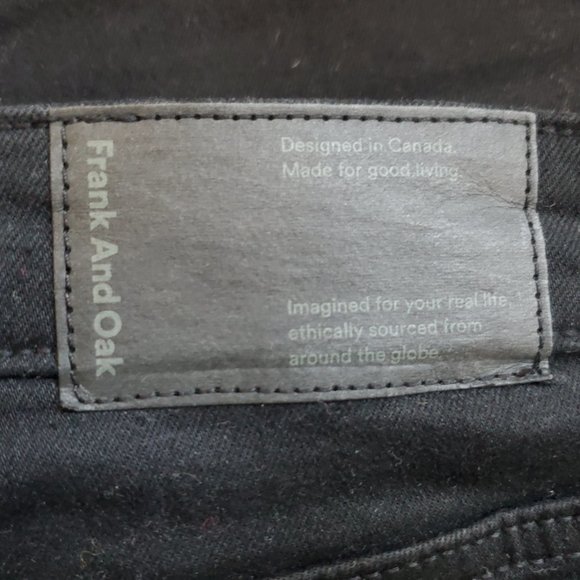 Frank And Oak
Designed in Canada.
Made for good living.
Imagined for your real life,
ethically sourced from
around the globe.